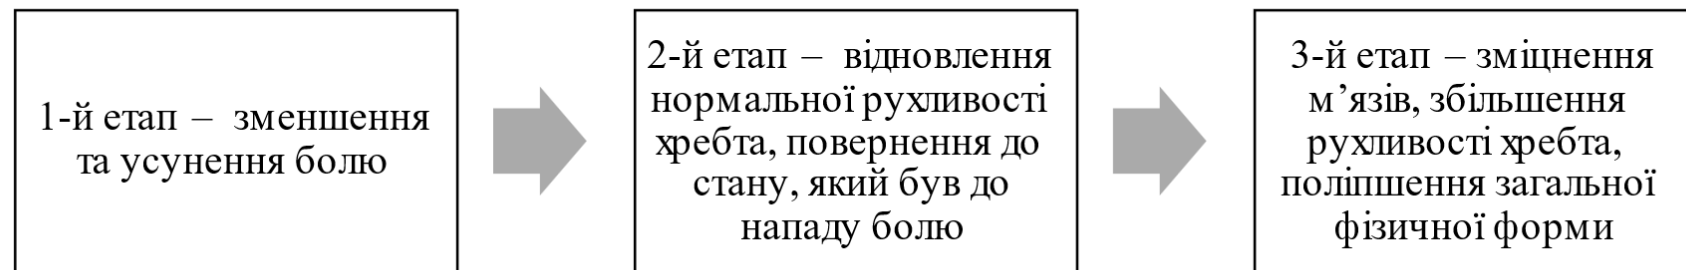 1-й етап – зменшення
та усунення болю
2-й етап – відновлення
нормальної рухливості
хребта, повернення до
стану, який був до
нападу болю
3-й етап – зміцнення
м’язів, збільшення
рухливості хребта,
поліпшення загальної
фізичної форми